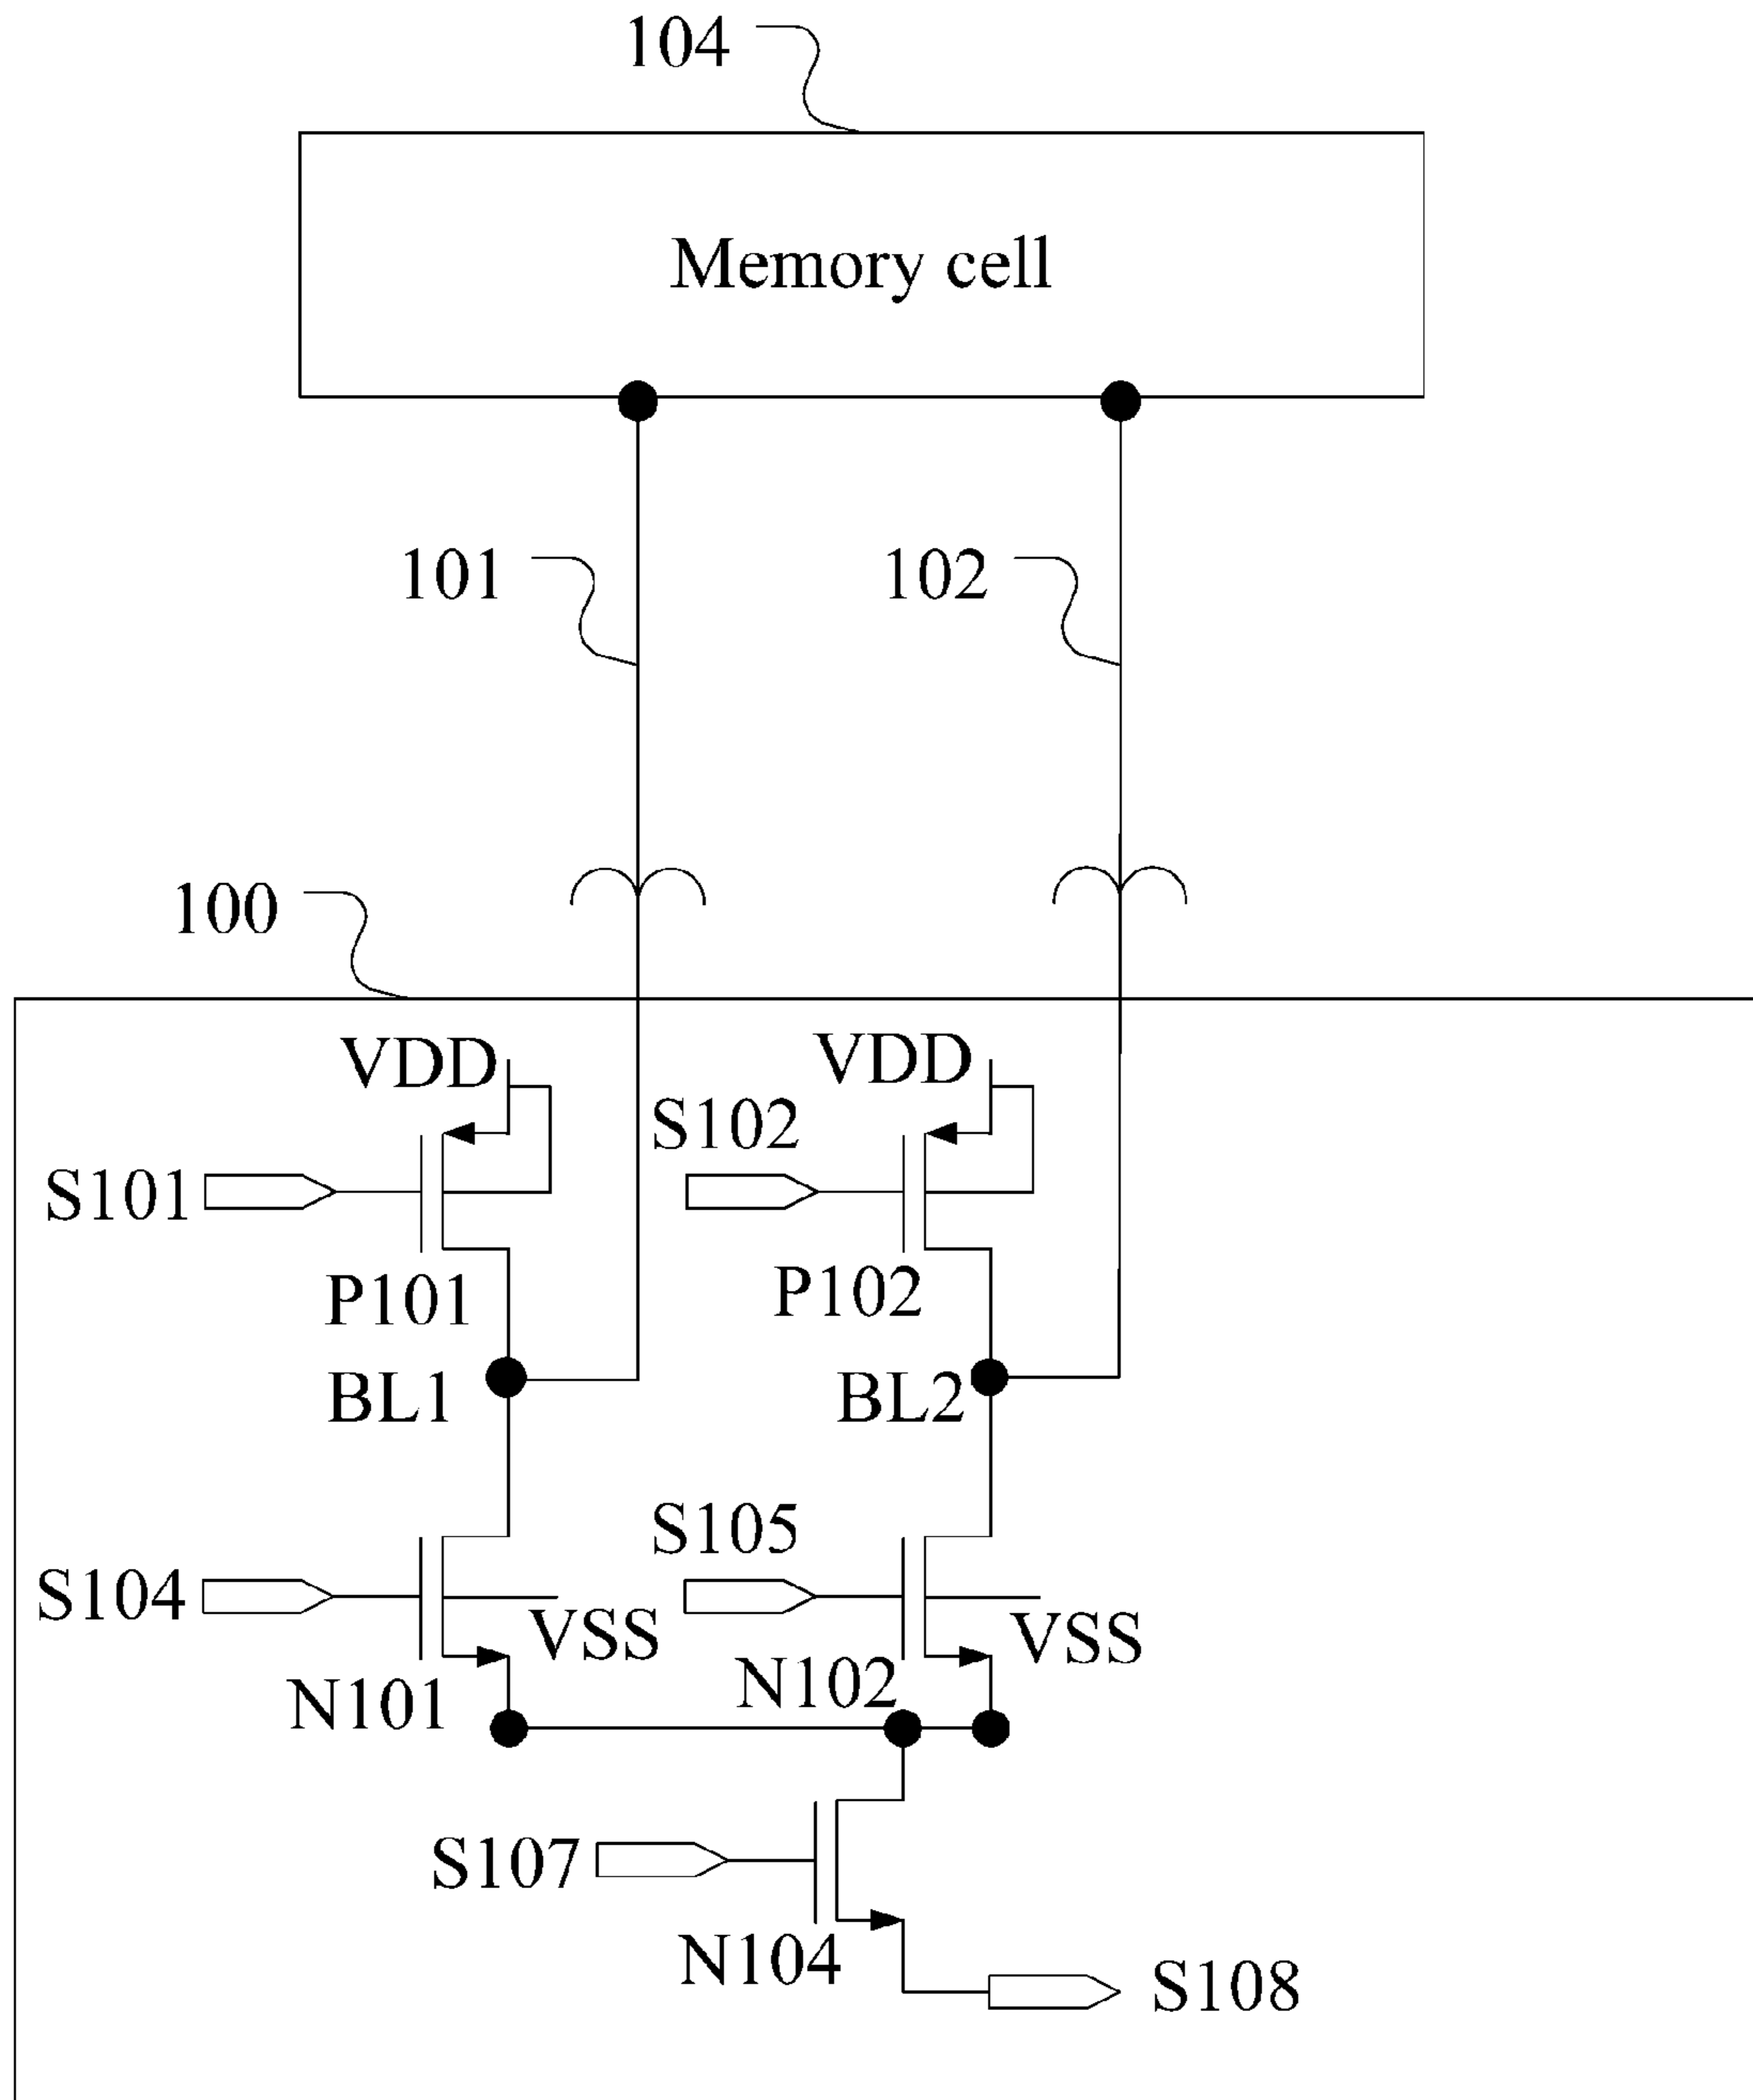 104
Memory cell
101
102
100
VDD
VDD
S102
S101
P101
P102
BL1
BL2
S105
S104
VSS
VSS
N102
N101
S107
N104
S108